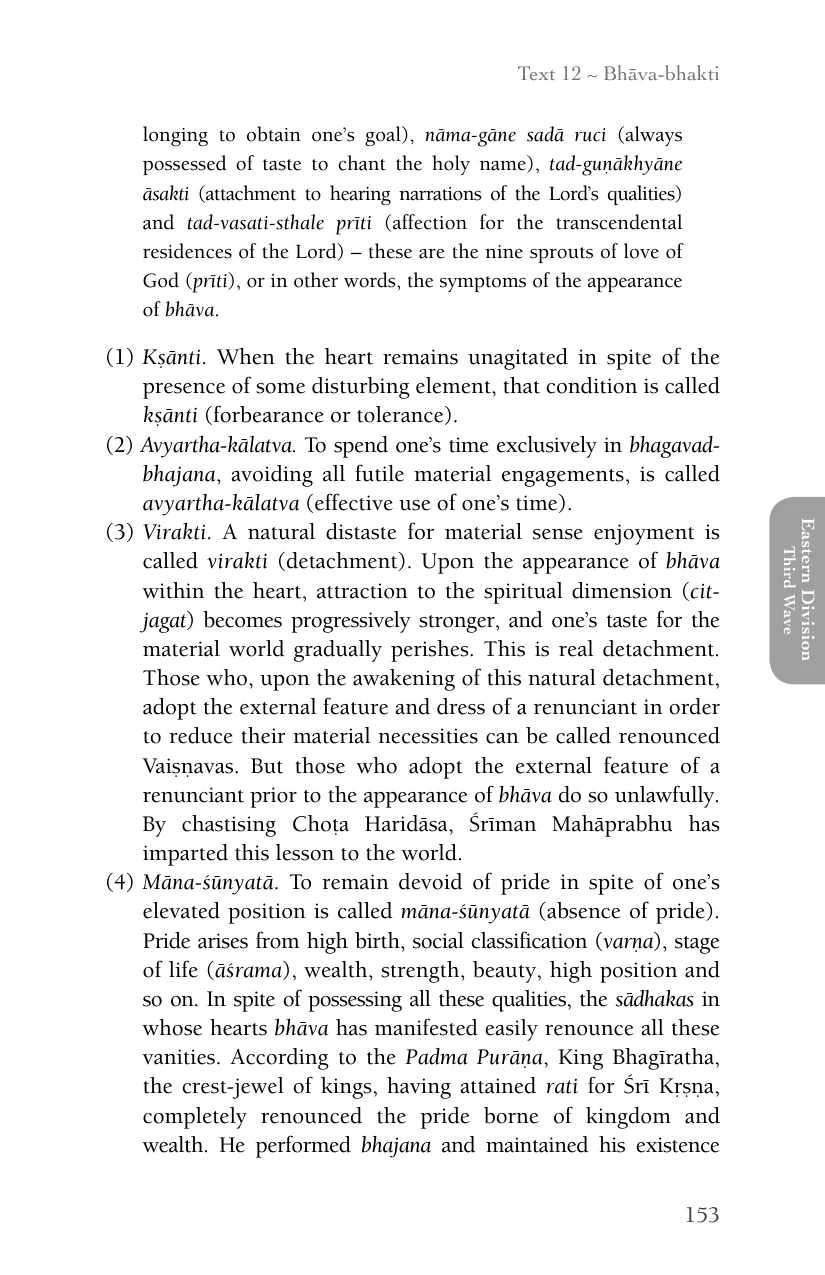 Text 12 ~ Bhāva-bhakti
longing to obtain one’s goal), nāma-gāne sadā ruci (always
possessed of taste to chant the holy name), tad-guṇākhyāne
āsakti (attachment to hearing narrations of the Lord’s qualities)
and tad-vasati-sthale prīti (affection for the transcendental
residences of the Lord) – these are the nine sprouts of love of
God (prīti), or in other words, the symptoms of the appearance
of bhāva.
(1) Kṣānti. When the heart remains unagitated in spite of the
presence of some disturbing element, that condition is called
kṣānti (forbearance or tolerance).
(2) Avyartha-kālatva. To spend one’s time exclusively in bhagavad-
bhajana, avoiding all futile material engagements, is called
avyartha-kālatva (effective use of one’s time).
(3) Virakti. A natural distaste for material sense enjoyment is
called virakti (detachment). Upon the appearance of bhāva
within the heart, attraction to the spiritual dimension (cit-
jagat) becomes progressively stronger, and one’s taste for the
material world gradually perishes. This is real detachment.
Those who, upon the awakening of this natural detachment,
adopt the external feature and dress of a renunciant in order
to reduce their material necessities can be called renounced
Vaiṣṇavas. But those who adopt the external feature of a
renunciant prior to the appearance of bhāva do so unlawfully.
By chastising Choṭa Haridāsa, Śrīman Mahāprabhu has
imparted this lesson to the world.
(4) Māna-śūnyatā. To remain devoid of pride in spite of one’s
elevated position is called māna-śūnyatā (absence of pride).
Pride arises from high birth, social classification (varṇa), stage
of life (āśrama), wealth, strength, beauty, high position and
so on. In spite of possessing all these qualities, the sādhakas in
whose hearts bhāva has manifested easily renounce all these
vanities. According to the Padma Purāṇa, King Bhagīratha,
the crest-jewel of kings, having attained rati for Śrī Kṛṣṇa,
completely renounced the pride borne of kingdom and
wealth. He performed bhajana and maintained his existence
Eastern Division
Third Wave
153